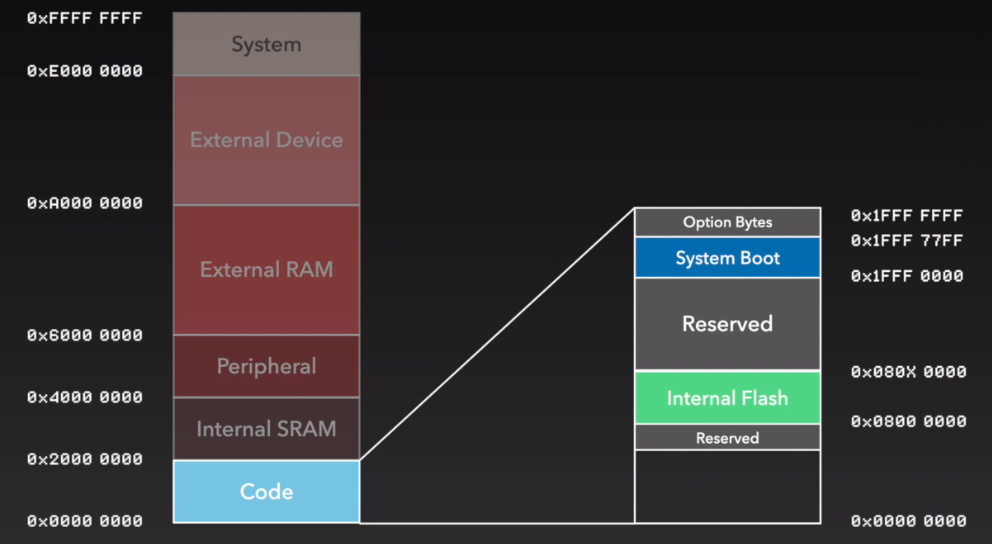 0xFFFF FFFF
System
0xE000 0000
External Device
0xA000 0000
External RAM
0x6000 0000
Peripheral
0x4000 0000
Internal SRAM
0x2000 0000
Code
0x0000 0000
Option Bytes
0x1FFF FFFF
0x1FFF 77FF
System Boot
0x1FFF 0000
Reserved
0x080X 0000
Internal Flash
0x0800 0000
Reserved
0x0000 0000